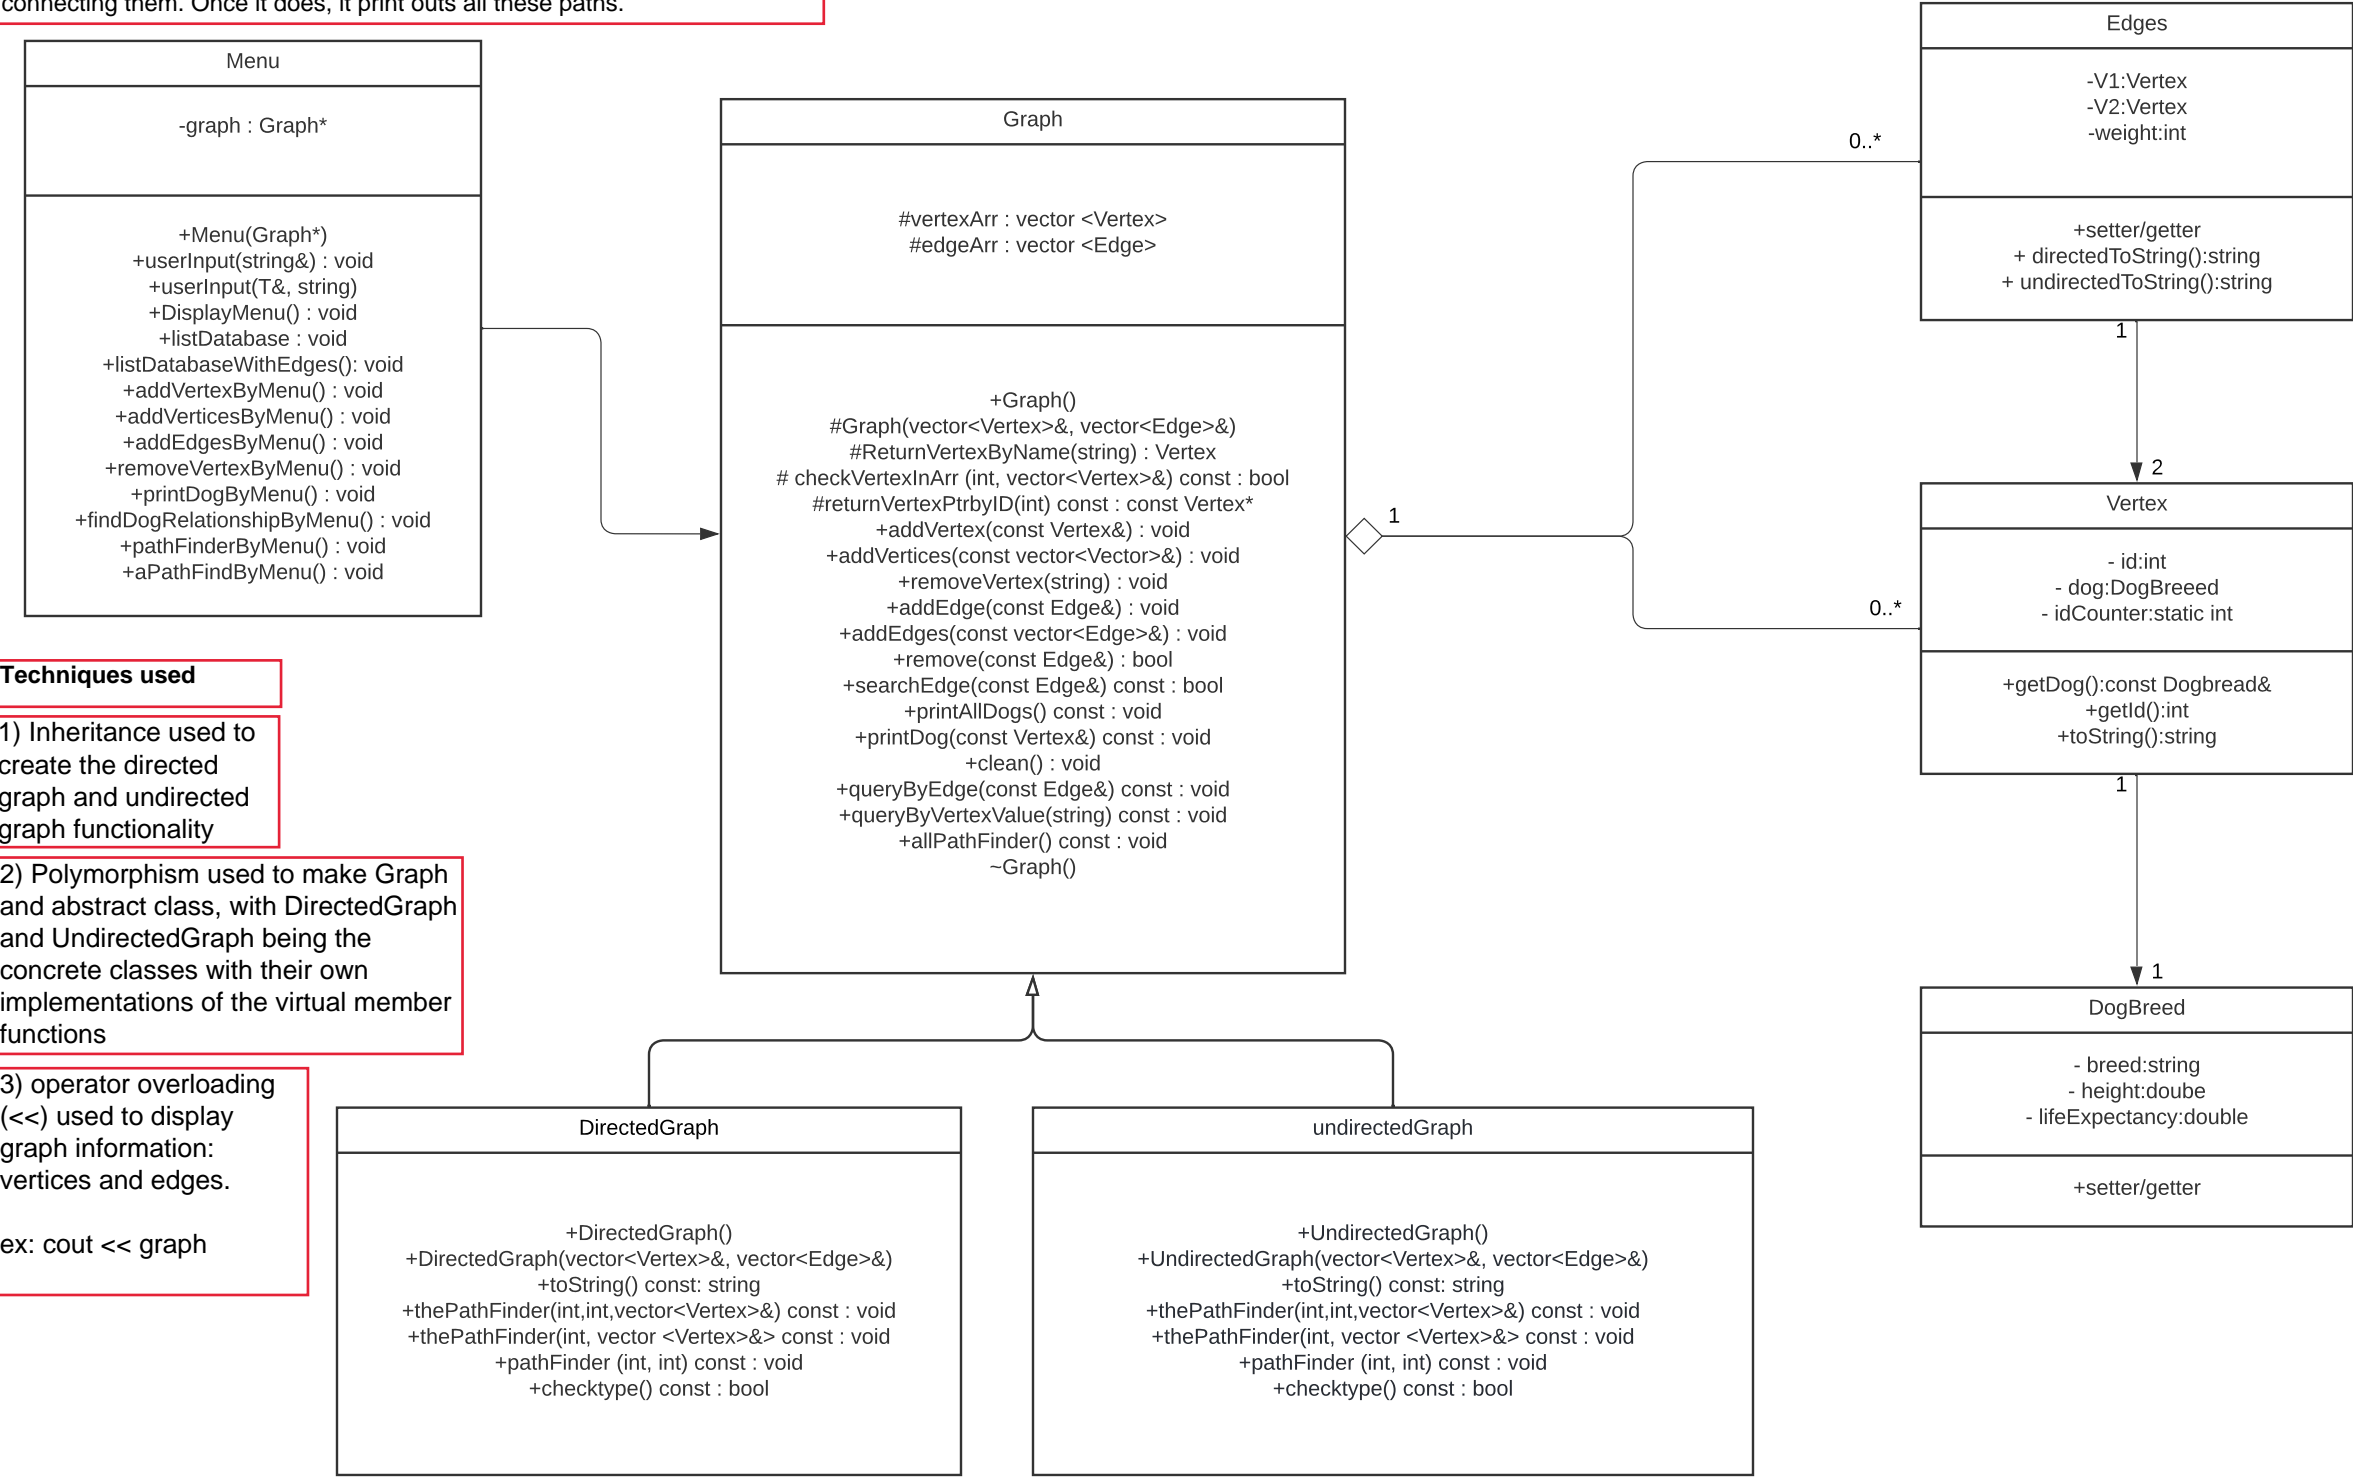 connecting them. Once it does, it print outs all these paths.
Menu
-graph : Graph*
+Menu(Graph*)
+userInput(string&) : void
+userInput(T&, string)
+DisplayMenu() : void
+listDatabase : void
+listDatabaseWithEdges(): void
+addVertexByMenu() : void
+addVerticesByMenu() : void
+addEdgesByMenu() : void
+removeVertexByMenu() : void
+printDogByMenu() : void
+findDogRelationshipByMenu() : void
+pathFinderByMenu() : void
+aPathFindByMenu() : void
Techniques used
1) Inheritance used to
create the directed
graph and undirected
graph functionality
2) Polymorphism used to make Graph
and abstract class, with DirectedGraph
and UndirectedGraph being the
concrete classes with their own
implementations of the virtual member
functions
3) operator overloading
(<<) used to display
graph information:
vertices and edges.
ex: cout << graph
Graph
#vertexArr : vector <Vertex>
#edgeArr : vector <Edge>
+Graph()
#Graph(vector<Vertex>&, vector<Edge>&)
#ReturnVertexByName(string) : Vertex
# checkVertexInArr (int, vector<Vertex>&) const : bool
#returnVertexPtrbyID(int) const : const Vertex*
+addVertex(const Vertex&) : void
+addVertices(const vector<Vector>&) : void
+removeVertex(string) : void
+addEdge(const Edge&) : void
+addEdges(const vector<Edge>&) : void
+remove(const Edge&) : bool
+searchEdge(const Edge&) const : bool
+printAllDogs() const : void
+printDog(const Vertex&) const : void
+clean() : void
+queryByEdge(const Edge&) const : void
+queryByVertexValue(string) const : void
+allPathFinder() const : void
~Graph()
1
0..*
0..*
DirectedGraph
+DirectedGraph()
+DirectedGraph(vector<Vertex>&, vector<Edge>&)
+toString() const: string
+thePathFinder(int,int,vector<Vertex>&) const : void
+thePathFinder(int, vector <Vertex>&> const : void
+pathFinder (int, int) const : void
+checktype() const : bool
undirectedGraph
+UndirectedGraph()
+UndirectedGraph(vector<Vertex>&, vector<Edge>&)
+toString() const: string
+thePathFinder(int,int,vector<Vertex>&) const : void
+thePathFinder(int, vector <Vertex>&> const : void
+pathFinder (int, int) const : void
+checktype() const : bool
Edges
-V1:Vertex
-V2:Vertex
-weight:int
+setter/getter
+ directedToString():string
+ undirectedToString():string
1
2
Vertex
- id:int
- dog:DogBreeed
- idCounter:static int
+getDog():const Dogbread&
+getId():int
+toString():string
1
1
DogBreed
- breed:string
- height:doube
- lifeExpectancy:double
+setter/getter